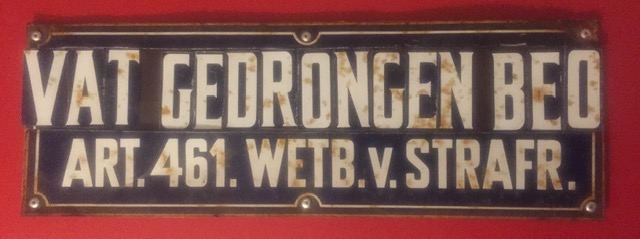 VAT GEDRONGEN BEO
ART. 461. WETB. v. STRAFR.